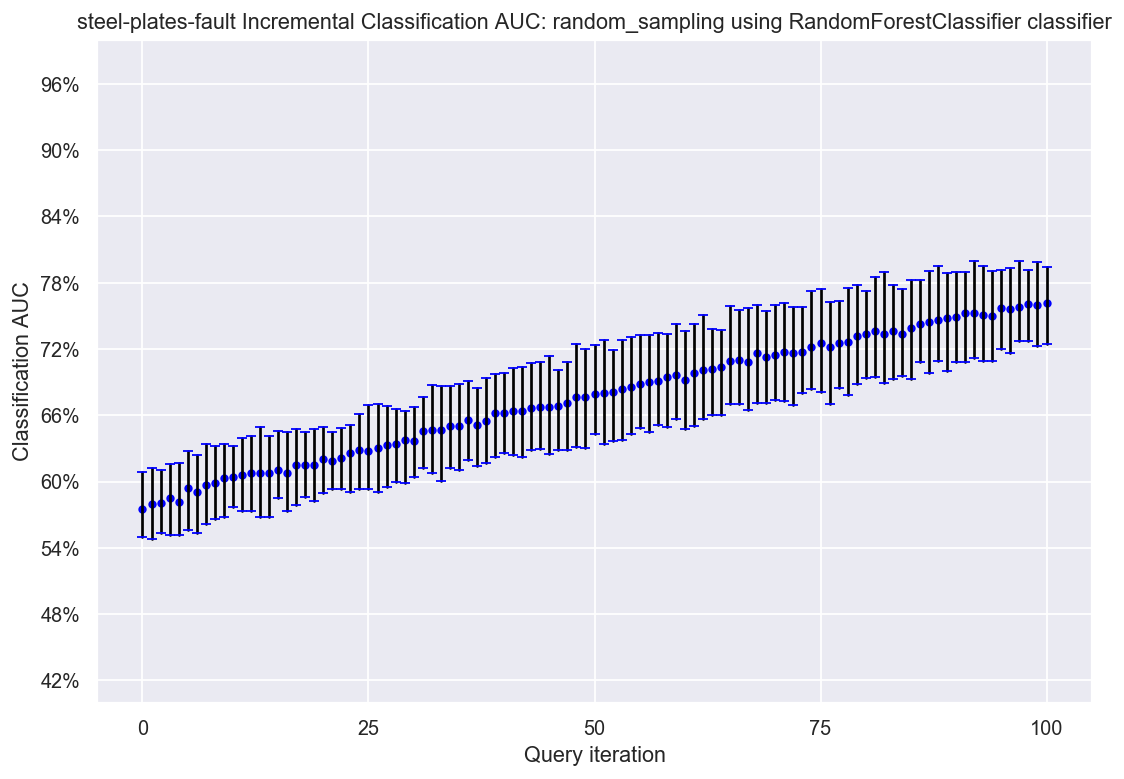 steel-plates-fault Incremental Classification AUC: random_sampling using RandomForestClassifier classifier
96%
90%
84%
78%
72%
66%
60%
54%
48%
42%
Classification AUC
0 25 50 75 100
Query iteration